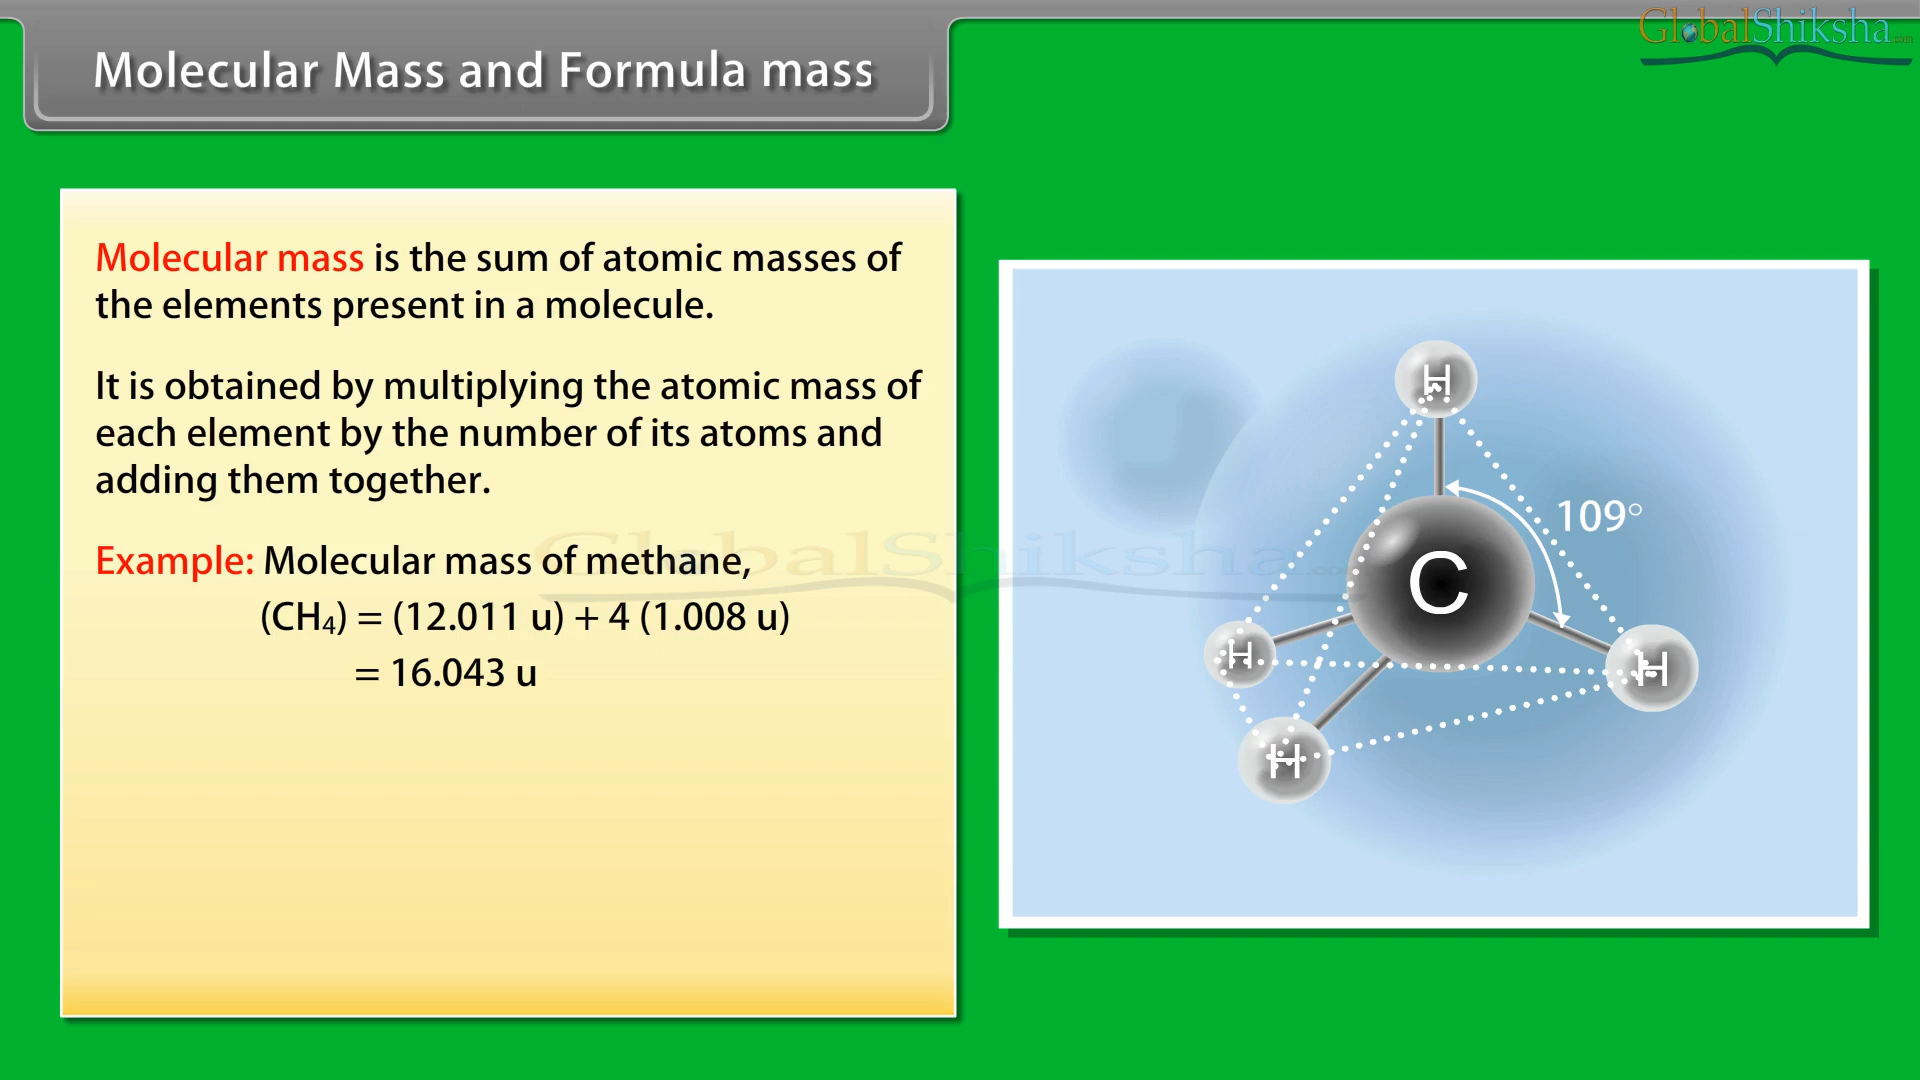 GlobalShiksha.com
Molecular Mass and Formula mass
Molecular mass is the sum of atomic masses of
the elements present in a molecule.
It is obtained by multiplying the atomic mass of
each element by the number of its atoms and
adding them together.
Example: Molecular mass of methane,
(CH₄) = (12.011 u) + 4 (1.008 u)
= 16.043 u
GlobalShiksha.com
H
109°
C
H
H
H